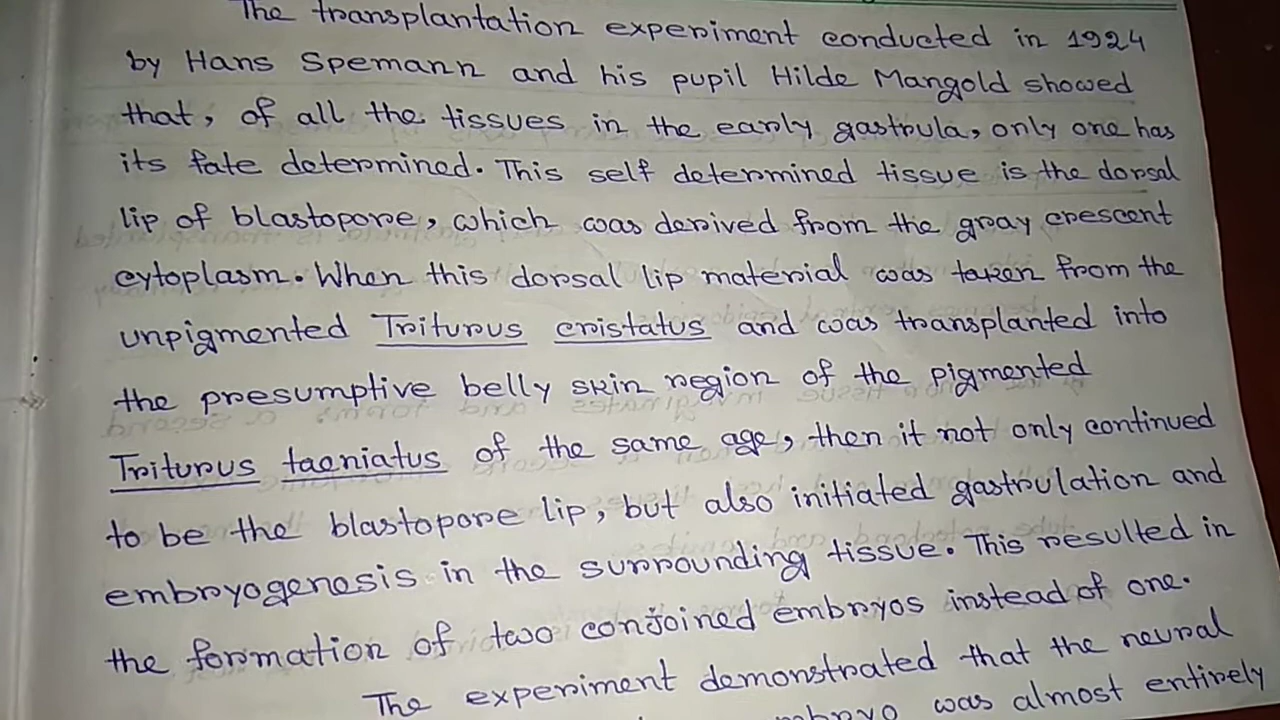 The transplantation experiment conducted in 1924
by Hans Spemann and his pupil Hilde Mangold showed
that, of all the tissues in the early gastrula, only one has
its fate determined. This self determined tissue is the dorsal
lip of blastopore, which was derived from the gray crescent
cytoplasm. When this dorsal lip material was taken from the
unpigmented Triturus cristatus and was transplanted into
the presumptive belly skin region of the pigmented
Triturus taeniatus of the same age, then it not only continued
to be the blastopore lip, but also initiated gastrulation and
embryogenesis in the surrounding tissue. This resulted in
the formation of two conjoined embryos instead of one.
The experiment demonstrated that the neural
embryo was almost entirely